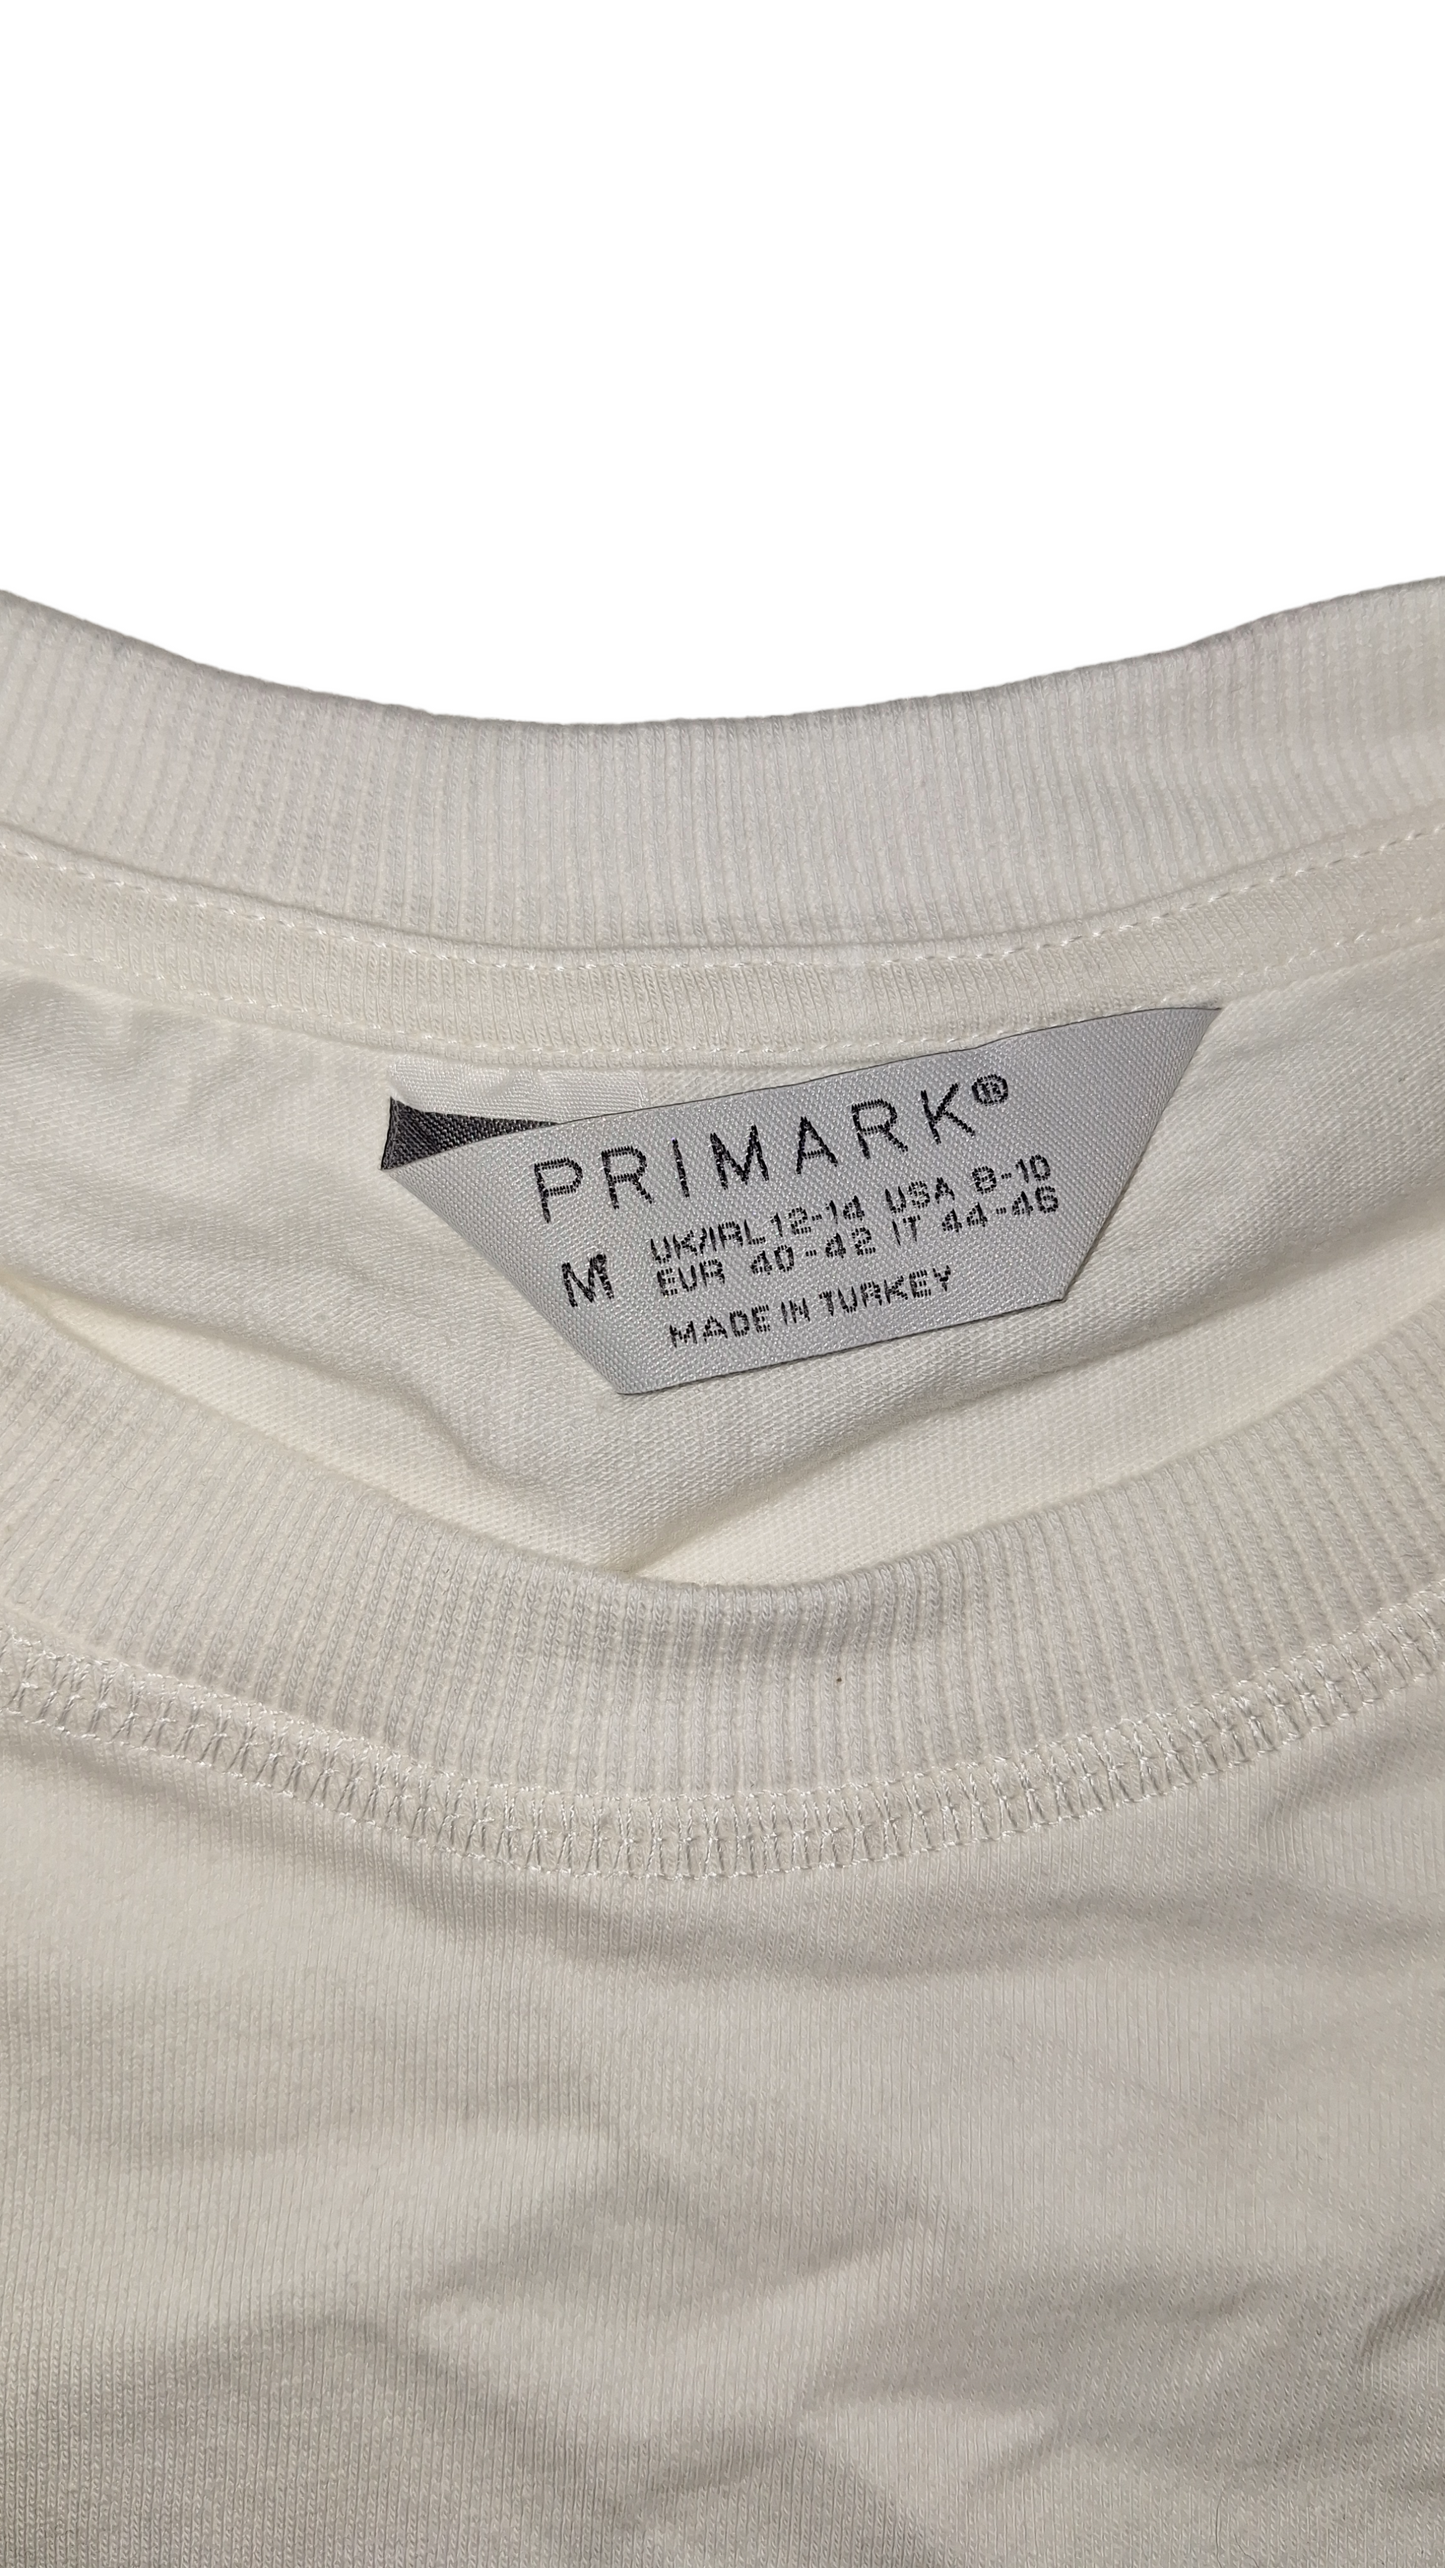 PRIMARK®
M
UK/IRL 12-14 USA 8-10
EUR 40-42 IT 44-46
MADE IN TURKEY